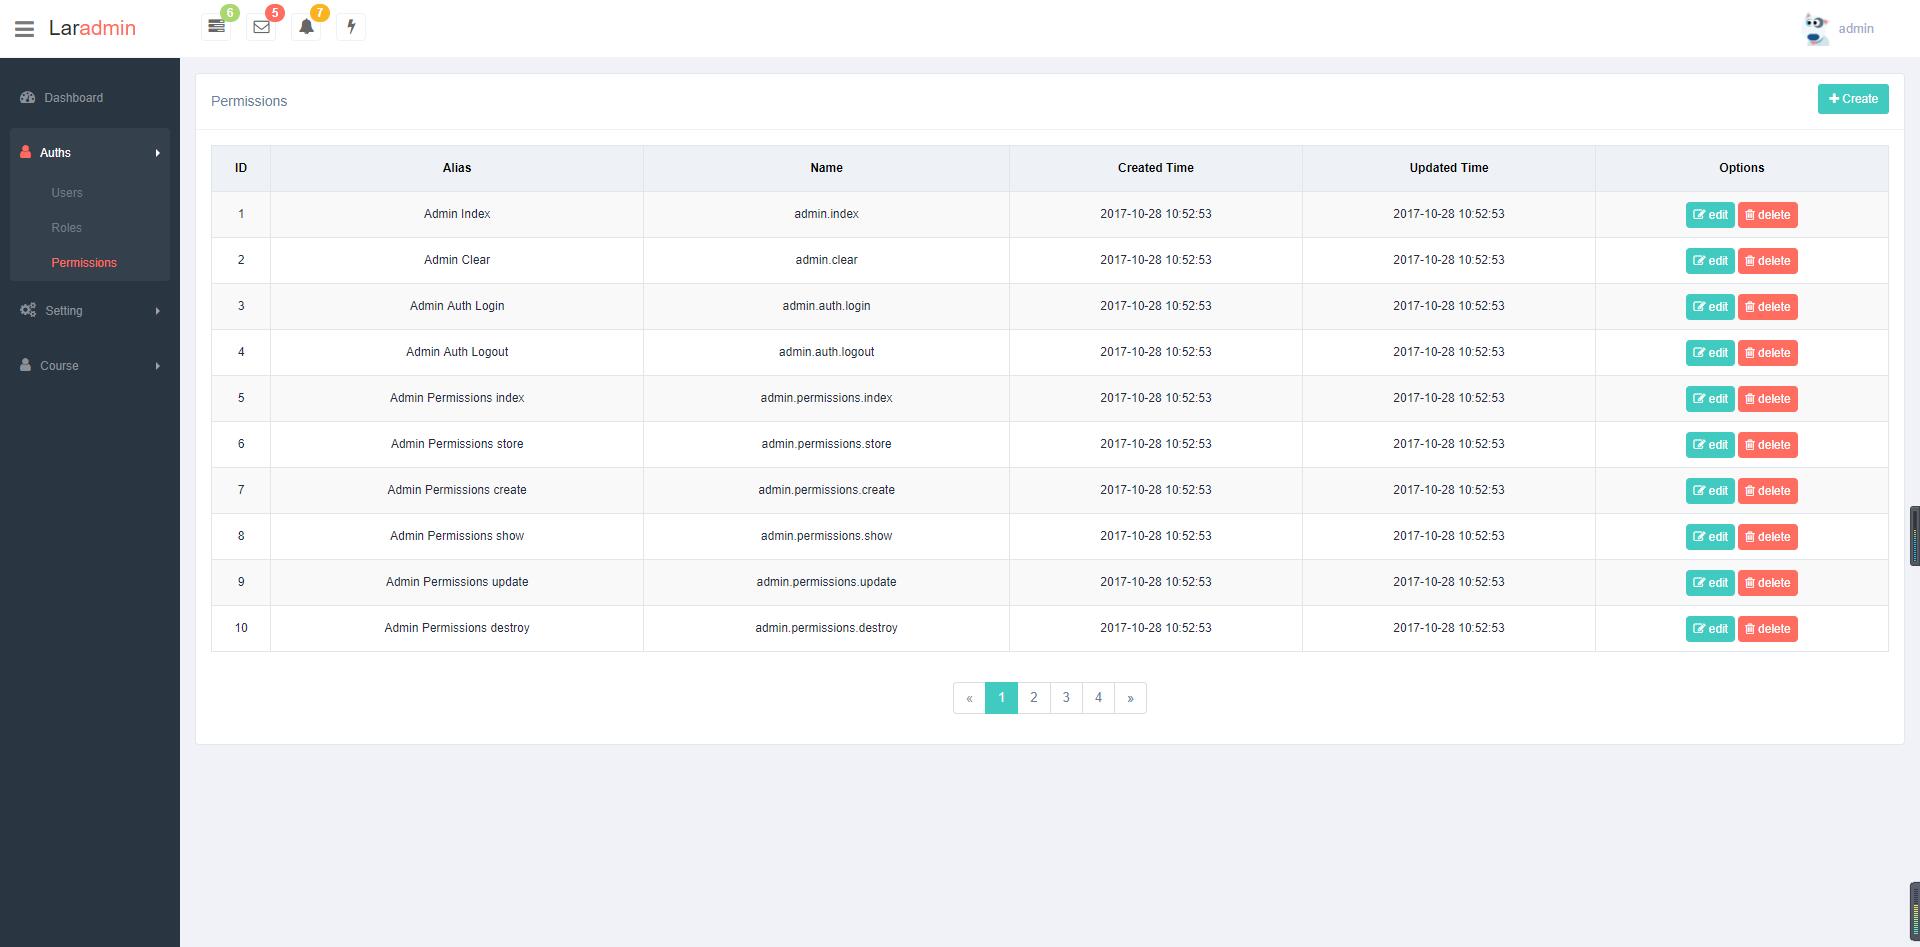 Laradmin 6 5 7 admin
Dashboard
Auths
Users
Roles
Permissions
Setting
Course
Permissions Create
ID Alias Name Created Time Updated Time Options
1 Admin Index admin.index 2017-10-28 10:52:53 2017-10-28 10:52:53 edit delete
2 Admin Clear admin.clear 2017-10-28 10:52:53 2017-10-28 10:52:53 edit delete
3 Admin Auth Login admin.auth.login 2017-10-28 10:52:53 2017-10-28 10:52:53 edit delete
4 Admin Auth Logout admin.auth.logout 2017-10-28 10:52:53 2017-10-28 10:52:53 edit delete
5 Admin Permissions index admin.permissions.index 2017-10-28 10:52:53 2017-10-28 10:52:53 edit delete
6 Admin Permissions store admin.permissions.store 2017-10-28 10:52:53 2017-10-28 10:52:53 edit delete
7 Admin Permissions create admin.permissions.create 2017-10-28 10:52:53 2017-10-28 10:52:53 edit delete
8 Admin Permissions show admin.permissions.show 2017-10-28 10:52:53 2017-10-28 10:52:53 edit delete
9 Admin Permissions update admin.permissions.update 2017-10-28 10:52:53 2017-10-28 10:52:53 edit delete
10 Admin Permissions destroy admin.permissions.destroy 2017-10-28 10:52:53 2017-10-28 10:52:53 edit delete
« 1 2 3 4 »